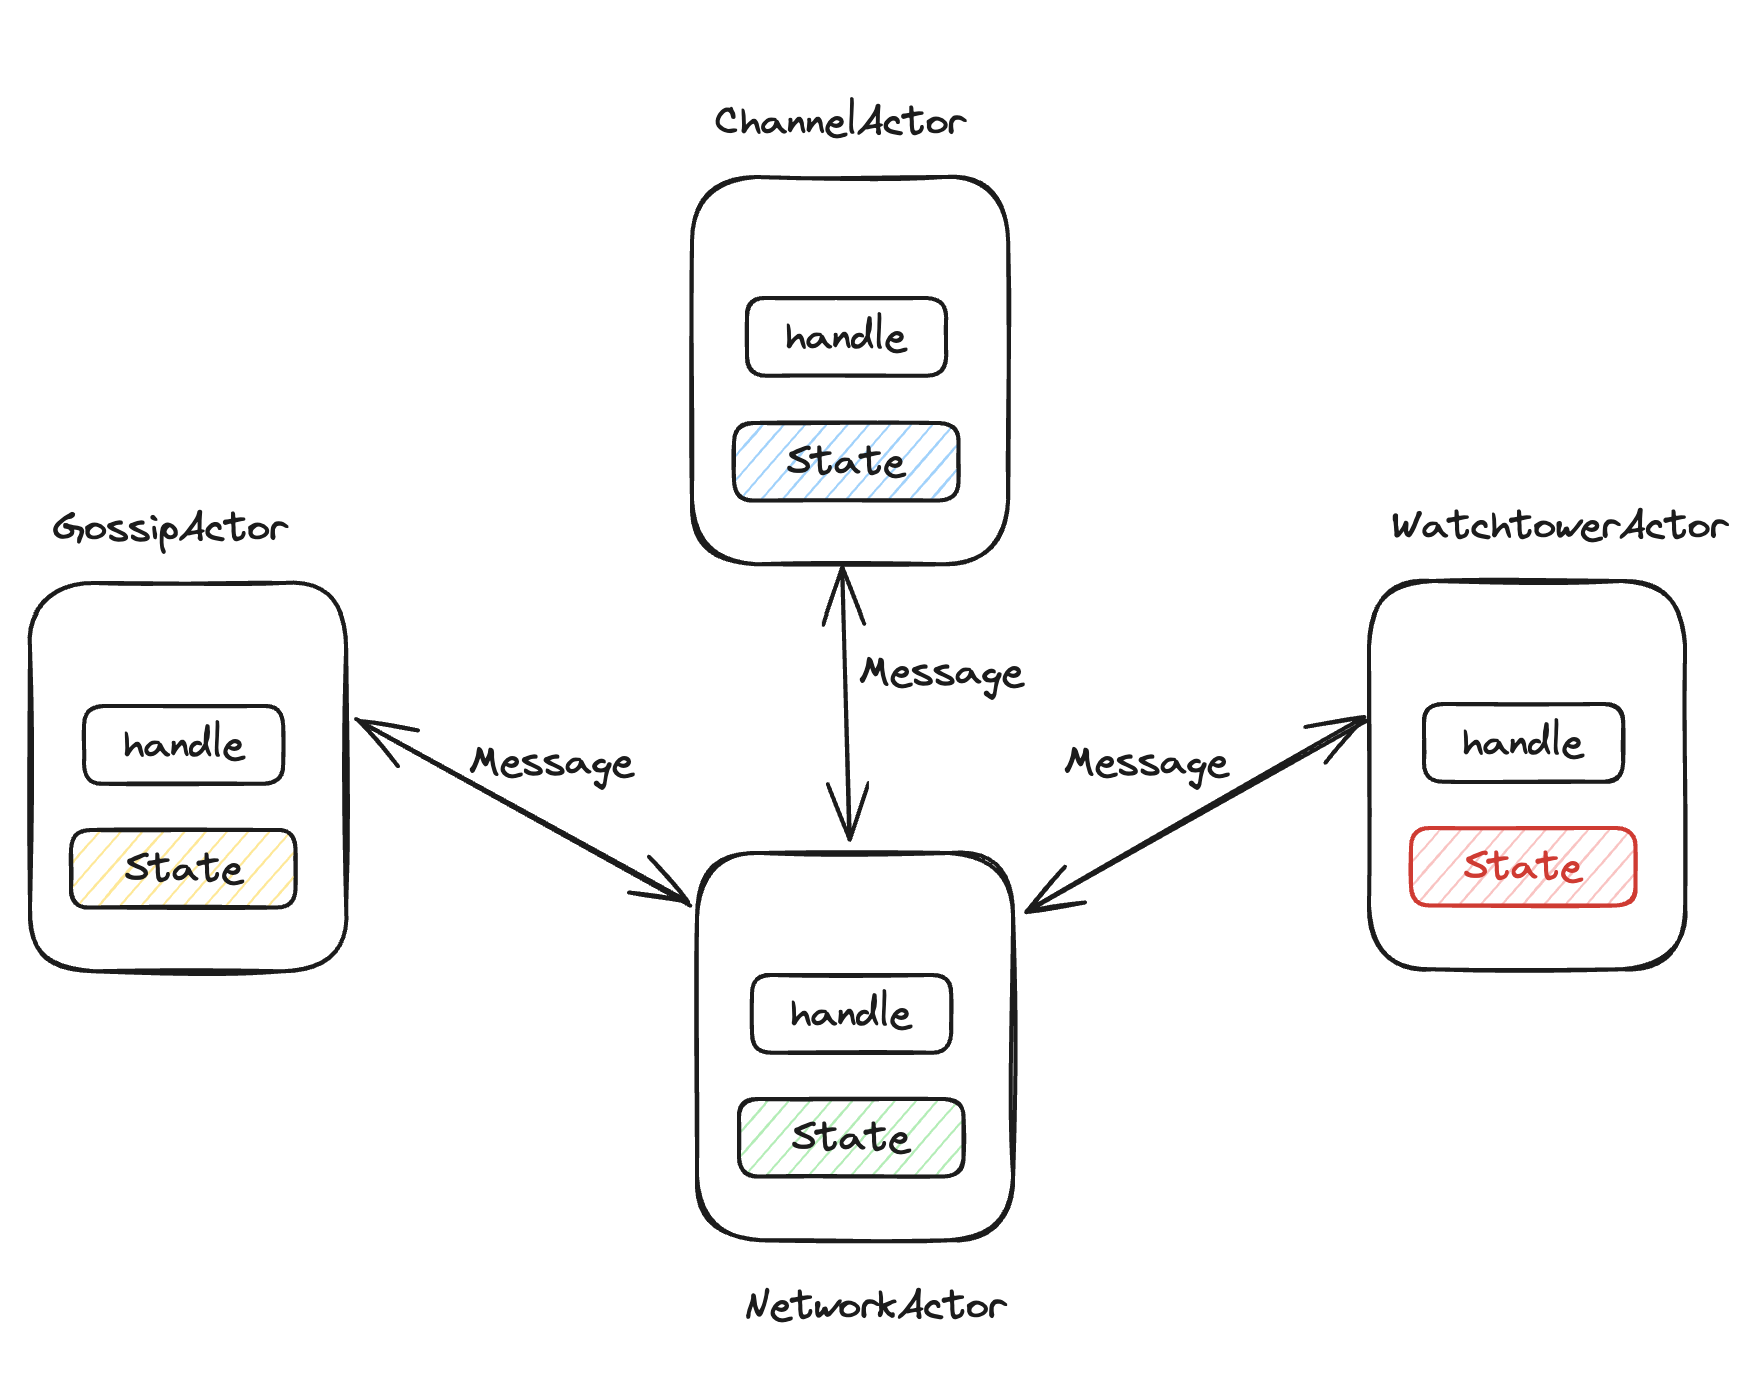 ChannelActor
handle
State
GossipActor
handle
State
WatchtowerActor
handle
State
Message
Message
Message
handle
State
NetworkActor